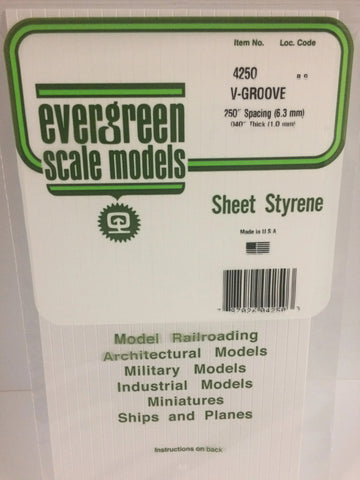 Item No. Loc. Code
4250
V-GROOVE
.250" Spacing (6.3 mm)
.040" Thick (1.0 mm)
evergreen
scale models
Sheet Styrene
Made in U S A
Model Railroading
Architectural Models
Military Models
Industrial Models
Miniatures
Ships and Planes
Instructions on back